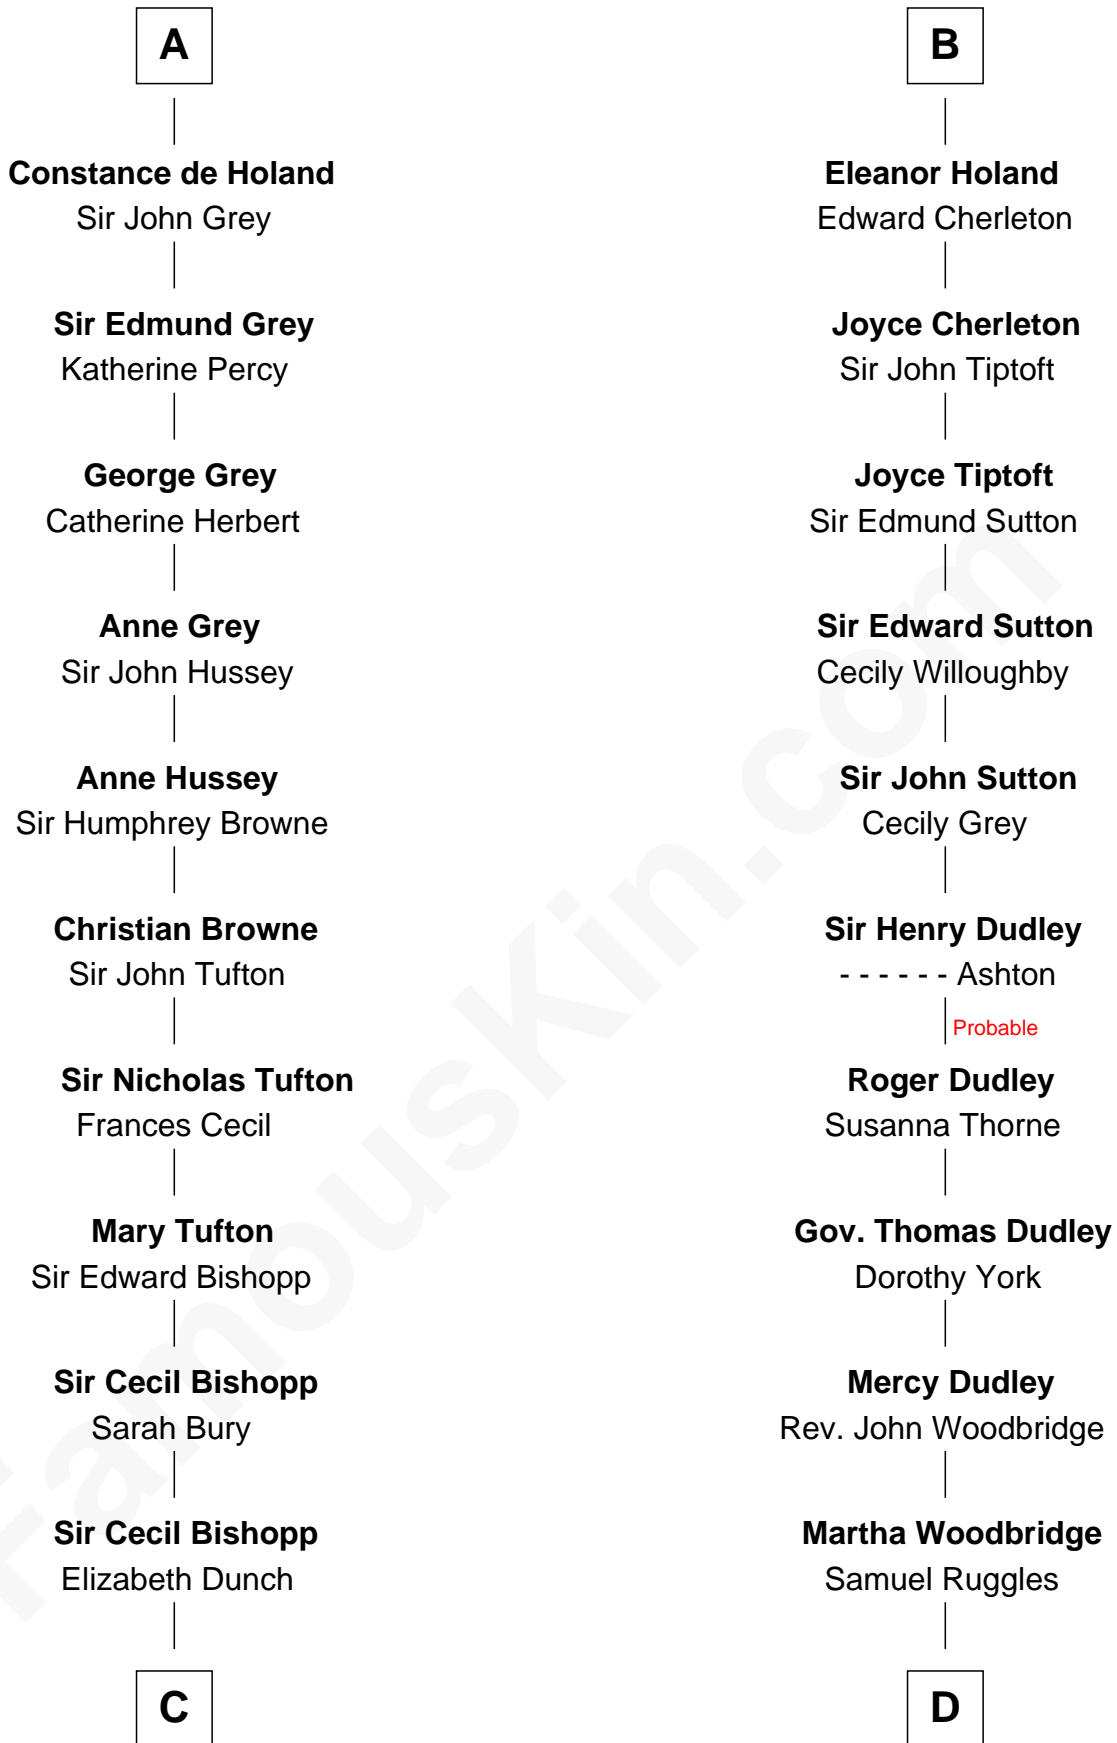 A
Constance de Holand
Sir John Grey
Sir Edmund Grey
Katherine Percy
George Grey
Catherine Herbert
Anne Grey
Sir John Hussey
Anne Hussey
Sir Humphrey Browne
Christian Browne
Sir John Tufton
Sir Nicholas Tufton
Frances Cecil
Mary Tufton
Sir Edward Bishopp
Sir Cecil Bishopp
Sarah Bury
Sir Cecil Bishopp
Elizabeth Dunch
C
B
Eleanor Holand
Edward Cherleton
Joyce Cherleton
Sir John Tiptoft
Joyce Tiptoft
Sir Edmund Sutton
Sir Edward Sutton
Cecily Willoughby
Sir John Sutton
Cecily Grey
Sir Henry Dudley
- - - - - - Ashton
Probable
Roger Dudley
Susanna Thorne
Gov. Thomas Dudley
Dorothy York
Mercy Dudley
Rev. John Woodbridge
Martha Woodbridge
Samuel Ruggles
D
FamousKin.com